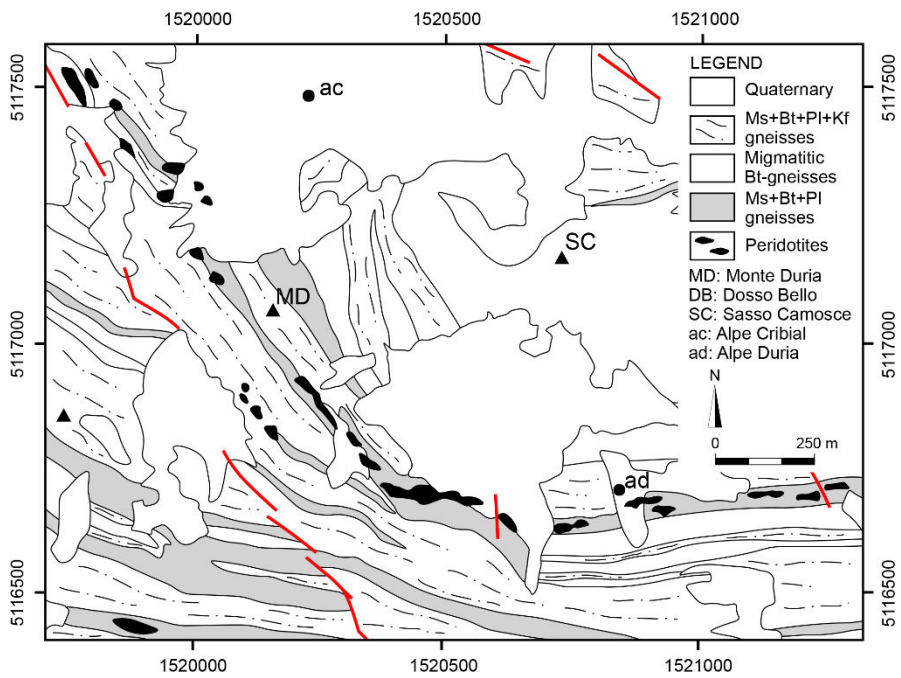 1520000 1520500 1521000
5117500
5117500
ac
LEGEND
Quaternary
Ms+Bt+Pl+Kf
gneisses
Migmatitic
Bt-gneisses
Ms+Bt+Pl
gneisses
Peridotites
SC
MD: Monte Duria
DB: Dosso Bello
SC: Sasso Camosce
ac: Alpe Cribial
ad: Alpe Duria
MD
5117000
5117000
N
0 250 m
ad
5116500
5116500
1520000 1520500 1521000